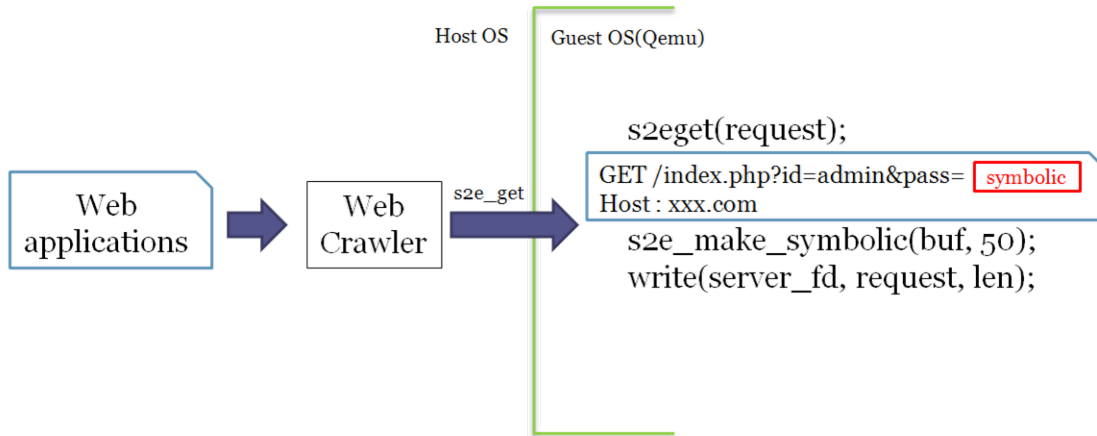 Host OS
Guest OS(Qemu)
s2eget(request);
GET /index.php?id=admin&pass= symbolic
Host : xxx.com
s2e_make_symbolic(buf, 50);
write(server_fd, request, len);
Web
applications
Web
Crawler
s2e_get